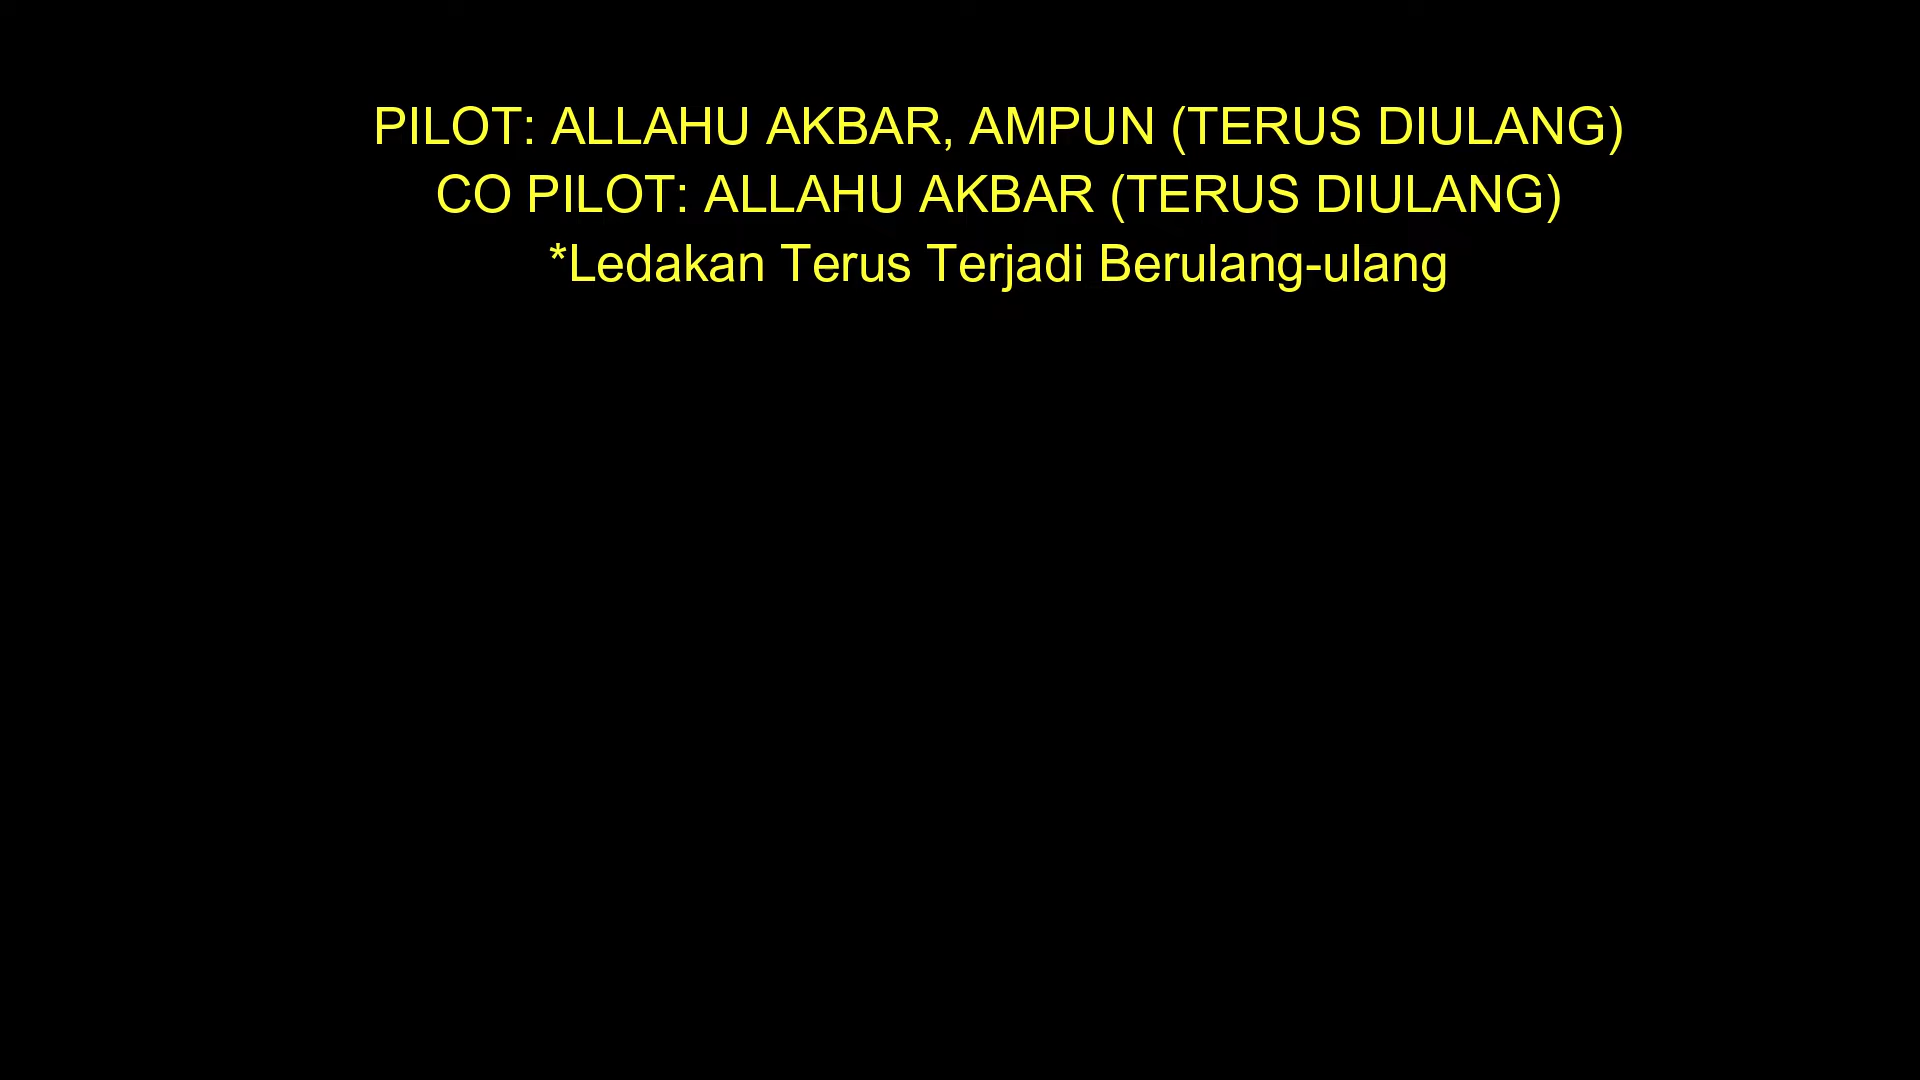 PILOT: ALLAHU AKBAR, AMPUN (TERUS DIULANG)
CO PILOT: ALLAHU AKBAR (TERUS DIULANG)
*Ledakan Terus Terjadi Berulang-ulang